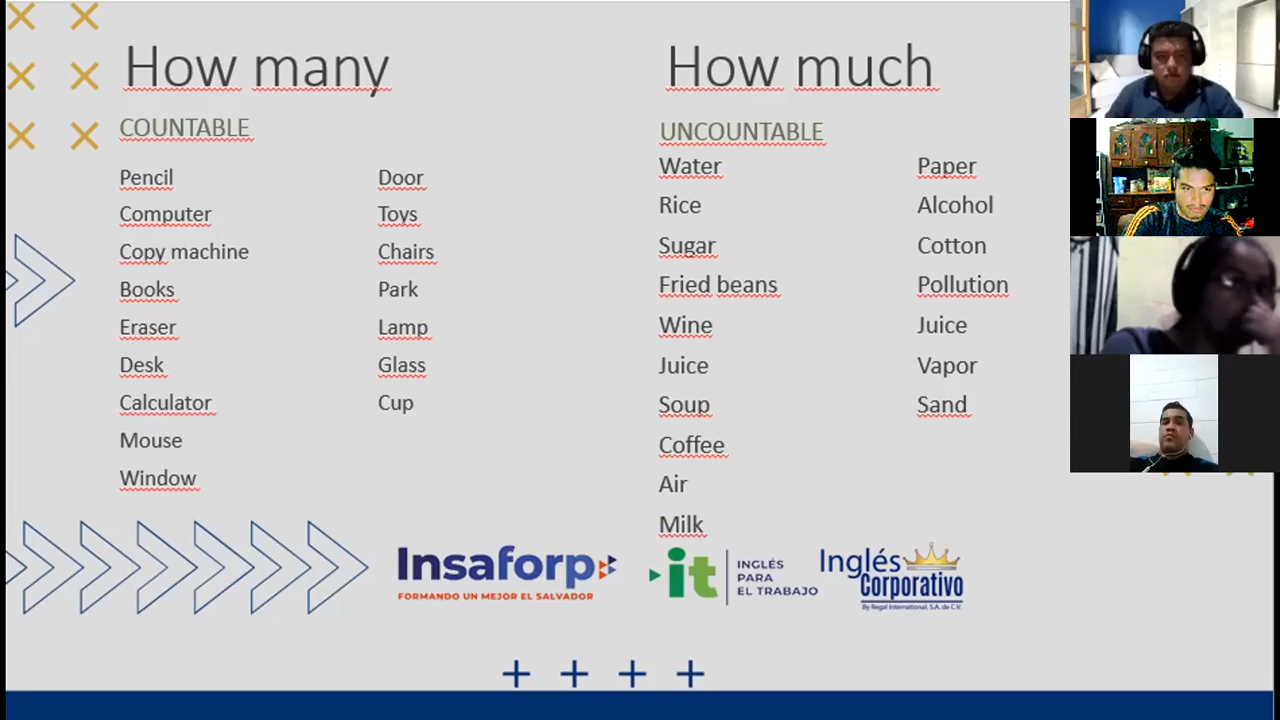 How many
COUNTABLE
Pencil
Computer
Copy machine
Books
Eraser
Desk
Calculator
Mouse
Window
Door
Toys
Chairs
Park
Lamp
Glass
Cup
How much
UNCOUNTABLE
Water
Rice
Sugar
Fried beans
Wine
Juice
Soup
Coffee
Air
Milk
Paper
Alcohol
Cotton
Pollution
Juice
Vapor
Sand
Insaforp
FORMANDO UN MEJOR EL SALVADOR
it
INGLÉS
PARA
EL TRABAJO
Inglés
Corporativo
By Regal International, S.A. de C.V.